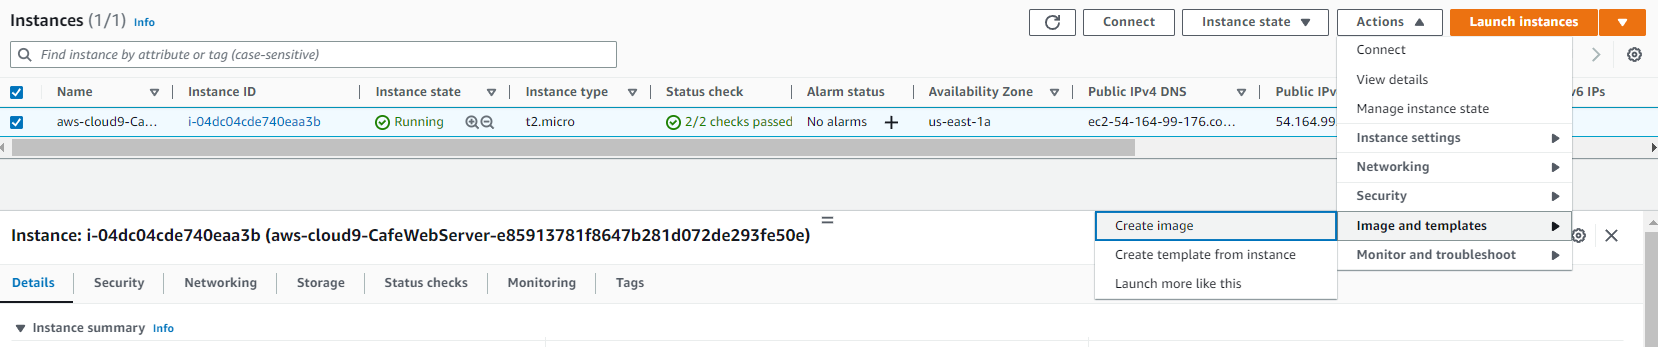 Instances (1/1) Info
Connect Instance state Actions Launch instances
Find instance by attribute or tag (case-sensitive)
Connect
View details
Manage instance state
Instance settings
Networking
Security
Image and templates
Monitor and troubleshoot
Create image
Create template from instance
Launch more like this
Name Instance ID Instance state Instance type Status check Alarm status Availability Zone Public IPv4 DNS Public IPv v6 IPs
aws-cloud9-Ca... i-04dc04cde740eaa3b Running t2.micro 2/2 checks passed No alarms us-east-1a ec2-54-164-99-176.co... 54.164.99
Instance: i-04dc04cde740eaa3b (aws-cloud9-CafeWebServer-e85913781f8647b281d072de293fe50e)
Details Security Networking Storage Status checks Monitoring Tags
Instance summary Info